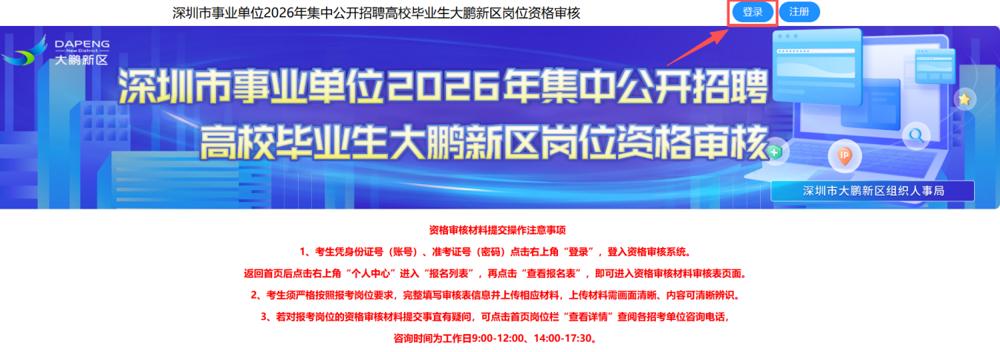 深圳市事业单位2026年集中公开招聘高校毕业生大鹏新区岗位资格审核
登录
注册
DAPENG
New District
大鹏新区
深圳市事业单位2026年集中公开招聘
高校毕业生大鹏新区岗位资格审核
IP
深圳市大鹏新区组织人事局
资格审核材料提交操作注意事项
1、考生凭身份证号（账号）、准考证号（密码）点击右上角“登录”，登入资格审核系统。
返回首页后点击右上角“个人中心”进入“报名列表”，再点击“查看报名表”，即可进入资格审核材料审核表页面。
2、考生须严格按照报考岗位要求，完整填写审核表信息并上传相应材料，上传材料需画面清晰、内容可清晰辨识。
3、若对报考岗位的资格审核材料提交事宜有疑问，可点击首页岗位栏“查看详情”查阅各招考单位咨询电话，
咨询时间为工作日9:00-12:00、14:00-17:30。